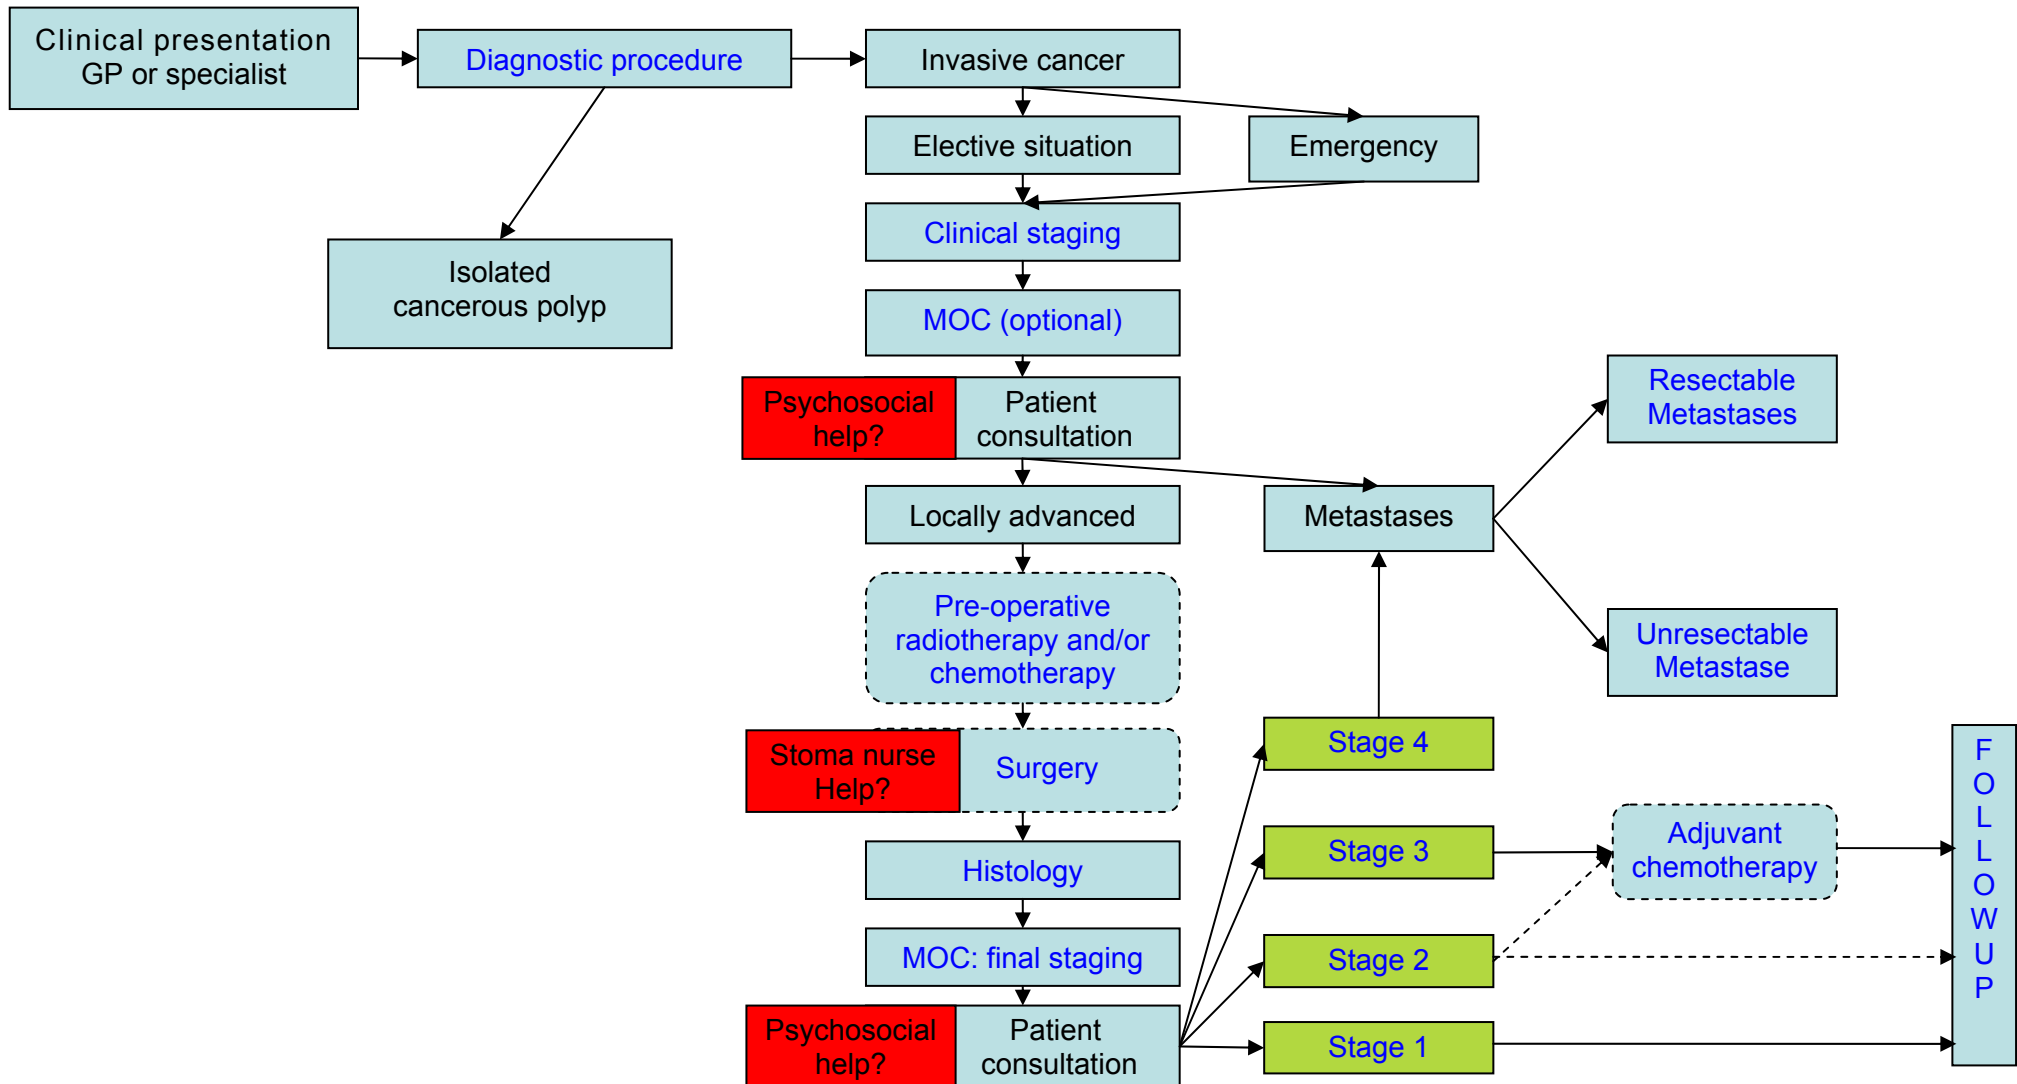 Clinical presentation
GP or specialist
Diagnostic procedure
Invasive cancer
Elective situation
Emergency
Clinical staging
Isolated
cancerous polyp
MOC (optional)
Psychosocial
help?
Patient
consultation
Resectable
Metastases
Locally advanced
Metastases
Pre-operative
radiotherapy and/or
chemotherapy
Unresectable
Metastase
Stoma nurse
Help?
Surgery
Stage 4
Histology
Stage 3
Adjuvant
chemotherapy
MOC: final staging
Stage 2
Psychosocial
help?
Patient
consultation
Stage 1
F
O
L
L
O
W
U
P